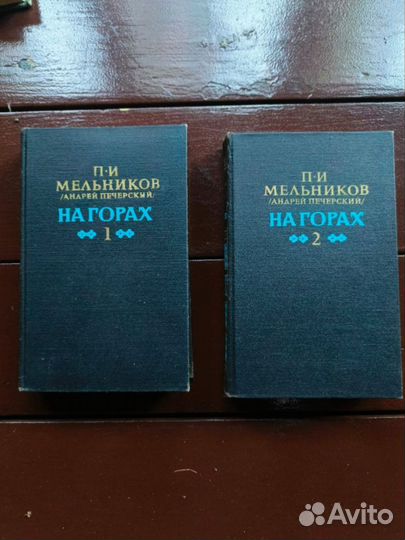 П·И
МЕЛЬНИКОВ
/АНДРЕЙ ПЕЧЕРСКИЙ/
НА ГОРАХ
1
П·И
МЕЛЬНИКОВ
/АНДРЕЙ ПЕЧЕРСКИЙ/
НА ГОРАХ
2
Avito